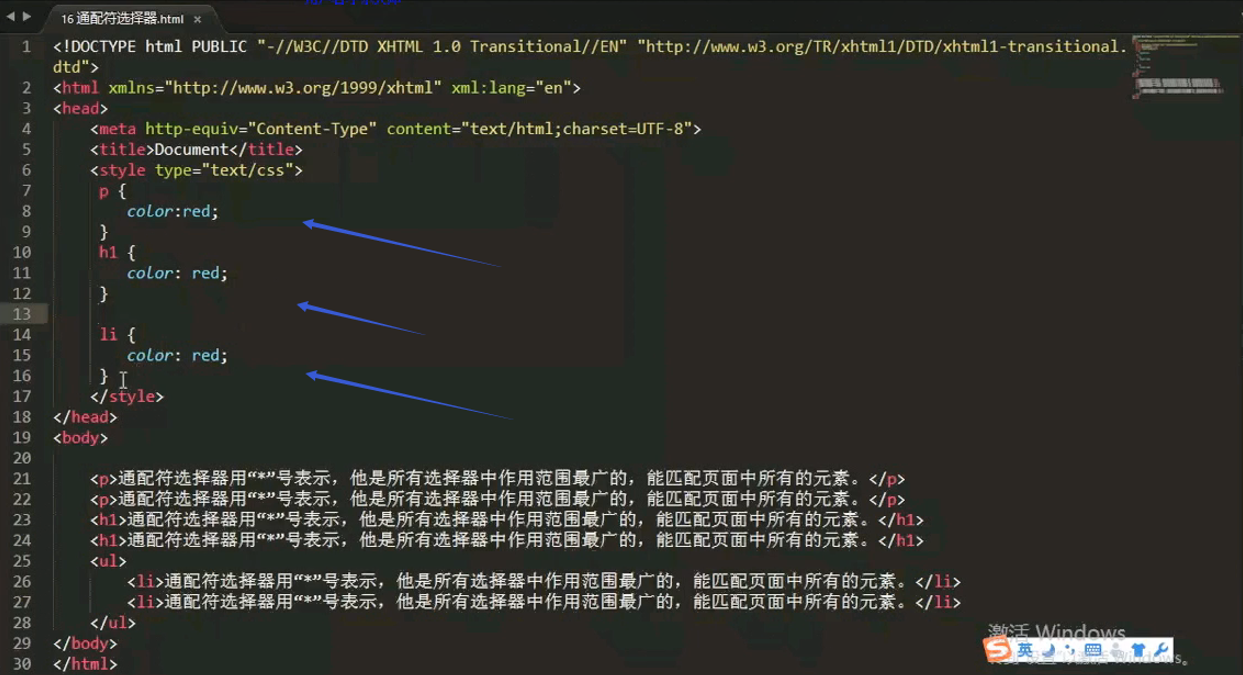 16 通配符选择器.html ×
1 <!DOCTYPE html PUBLIC "-//W3C//DTD XHTML 1.0 Transitional//EN" "http://www.w3.org/TR/xhtml1/DTD/xhtml1-transitional.
dtd">
2 <html xmlns="http://www.w3.org/1999/xhtml" xml:lang="en">
3 <head>
4 <meta http-equiv="Content-Type" content="text/html;charset=UTF-8">
5 <title>Document</title>
6 <style type="text/css">
7 p {
8 color:red;
9 }
10 h1 {
11 color: red;
12 }
13
14 li {
15 color: red;
16 }
17 </style>
18 </head>
19 <body>
20
21 <p>通配符选择器用“*”号表示，他是所有选择器中作用范围最广的，能匹配页面中所有的元素。</p>
22 <p>通配符选择器用“*”号表示，他是所有选择器中作用范围最广的，能匹配页面中所有的元素。</p>
23 <h1>通配符选择器用“*”号表示，他是所有选择器中作用范围最广的，能匹配页面中所有的元素。</h1>
24 <h1>通配符选择器用“*”号表示，他是所有选择器中作用范围最广的，能匹配页面中所有的元素。</h1>
25 <ul>
26 <li>通配符选择器用“*”号表示，他是所有选择器中作用范围最广的，能匹配页面中所有的元素。</li>
27 <li>通配符选择器用“*”号表示，他是所有选择器中作用范围最广的，能匹配页面中所有的元素。</li>
28 </ul>
29 </body>
30 </html>
激活 Windows
英